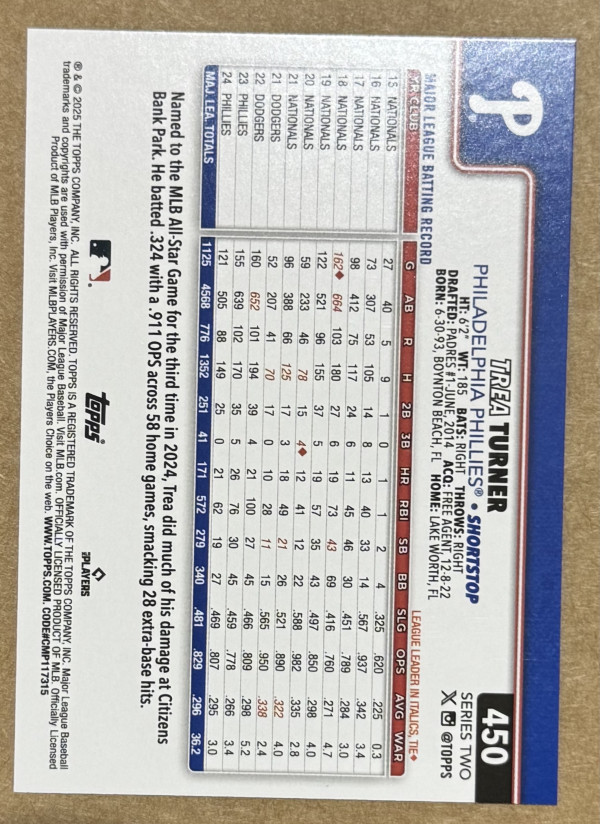 P
450
SERIES TWO
X @TOPPS
TREA TURNER
PHILADELPHIA PHILLIES® • SHORTSTOP
HT: 6'2" WT: 185 BATS: RIGHT THROWS: RIGHT
DRAFTED: PADRES #1-JUNE, 2014 ACQ: FREE AGENT, 12-8-22
BORN: 6-30-93, BOYNTON BEACH, FL HOME: LAKE WORTH, FL
MAJOR LEAGUE BATTING RECORD LEAGUE LEADER IN ITALICS, TIE♦
YR CLUB G AB R H 2B 3B HR RBI SB BB SLG OPS AVG WAR
15 NATIONALS 27 40 5 9 1 0 1 1 2 4 .325 .620 .225 0.3
16 NATIONALS 73 307 53 105 14 8 13 40 33 14 .567 .937 .342 3.4
17 NATIONALS 98 412 75 117 24 6 11 45 46 30 .451 .789 .284 3.0
18 NATIONALS 162♦ 664 103 180 27 6 19 73 43 69 .416 .760 .271 4.7
19 NATIONALS 122 521 96 155 37 5 19 57 35 43 .497 .850 .298 4.0
20 NATIONALS 59 233 46 78 15 4♦ 12 41 12 22 .588 .982 .335 2.8
21 NATIONALS 96 388 66 125 17 3 18 49 21 26 .521 .890 .322 4.0
21 DODGERS 52 207 41 70 17 0 10 28 11 15 .565 .950 .338 2.4
22 DODGERS 160 652 101 194 39 4 21 100 27 45 .466 .809 .298 5.2
23 PHILLIES 155 639 102 170 35 5 26 76 30 45 .459 .778 .266 3.4
24 PHILLIES 121 505 88 149 25 0 21 62 19 27 .469 .807 .295 3.0
MAJ. LEA. TOTALS 1125 4568 776 1352 251 41 171 572 279 340 .481 .829 .296 36.2
Named to the MLB All-Star Game for the third time in 2024, Trea did much of his damage at Citizens
Bank Park. He batted .324 with a .911 OPS across 58 home games, smacking 28 extra-base hits.
topps
PLAYERS
® & © 2025 THE TOPPS COMPANY, INC. ALL RIGHTS RESERVED. TOPPS IS A REGISTERED TRADEMARK OF THE TOPPS COMPANY, INC. Major League Baseball
trademarks and copyrights are used with permission of Major League Baseball. Visit MLB.com. OFFICIALLY LICENSED PRODUCT OF MLB. Officially Licensed
Product of MLB Players, Inc. Visit MLBPLAYERS.COM, the Players Choice on the web. WWW.TOPPS.COM. CODE#CMP117315